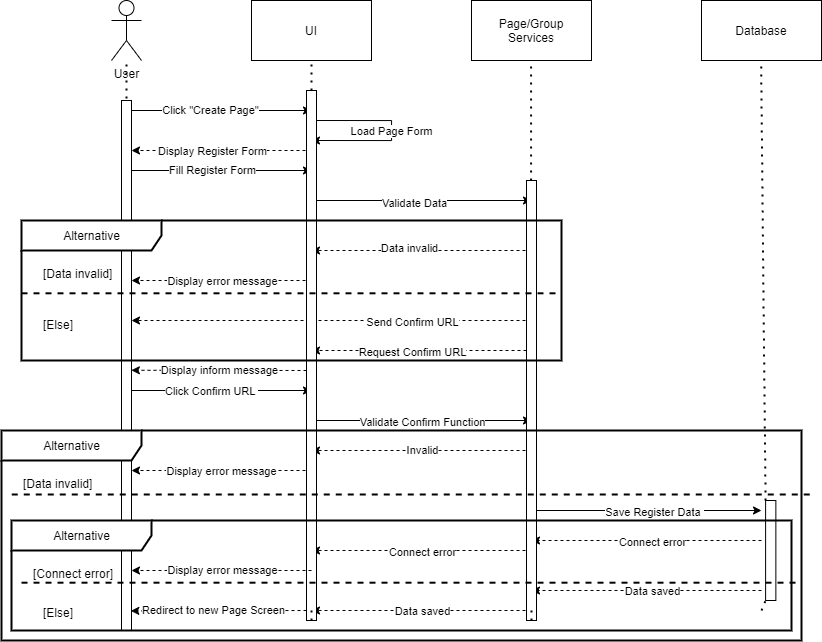 UI
Page/Group
Services
Database
User
Click "Create Page"
Load Page Form
Display Register Form
Fill Register Form
Validate Data
Alternative
Data invalid
[Data invalid]
Display error message
[Else]
Send Confirm URL
Request Confirm URL
Display inform message
Click Confirm URL
Validate Confirm Function
Alternative
Invalid
Display error message
[Data invalid]
Save Register Data
Alternative
Connect error
Connect error
[Connect error]
Display error message
Data saved
[Else]
Redirect to new Page Screen
Data saved